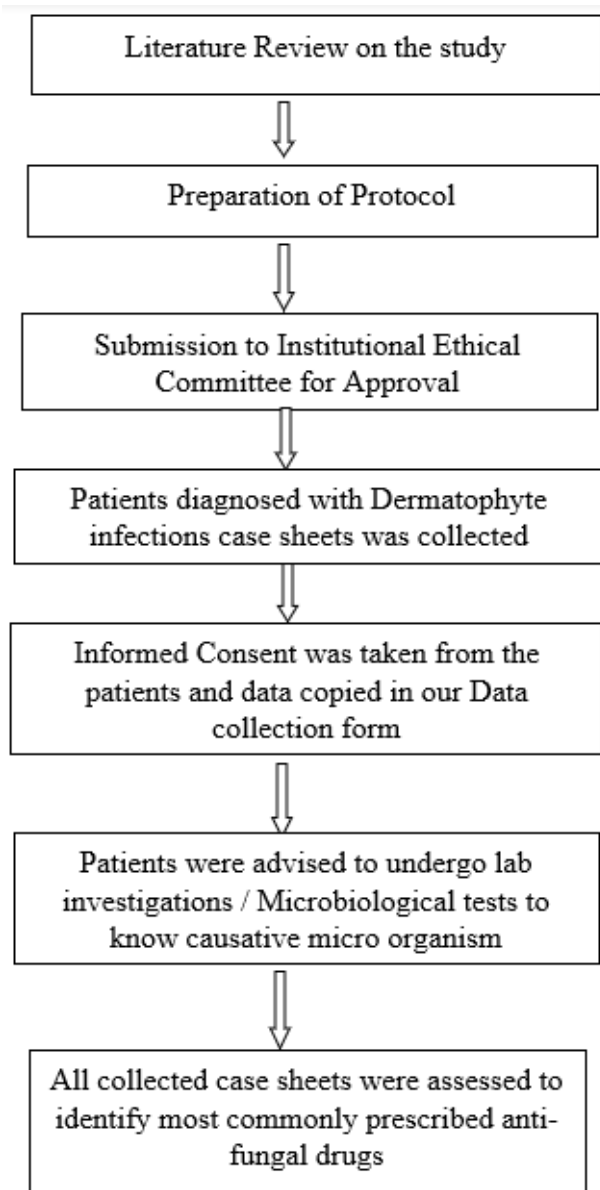 Literature Review on the study
Preparation of Protocol
Submission to Institutional Ethical
Committee for Approval
Patients diagnosed with Dermatophyte
infections case sheets was collected
Informed Consent was taken from the
patients and data copied in our Data
collection form
Patients were advised to undergo lab
investigations / Microbiological tests to
know causative micro organism
All collected case sheets were assessed to
identify most commonly prescribed anti-
fungal drugs